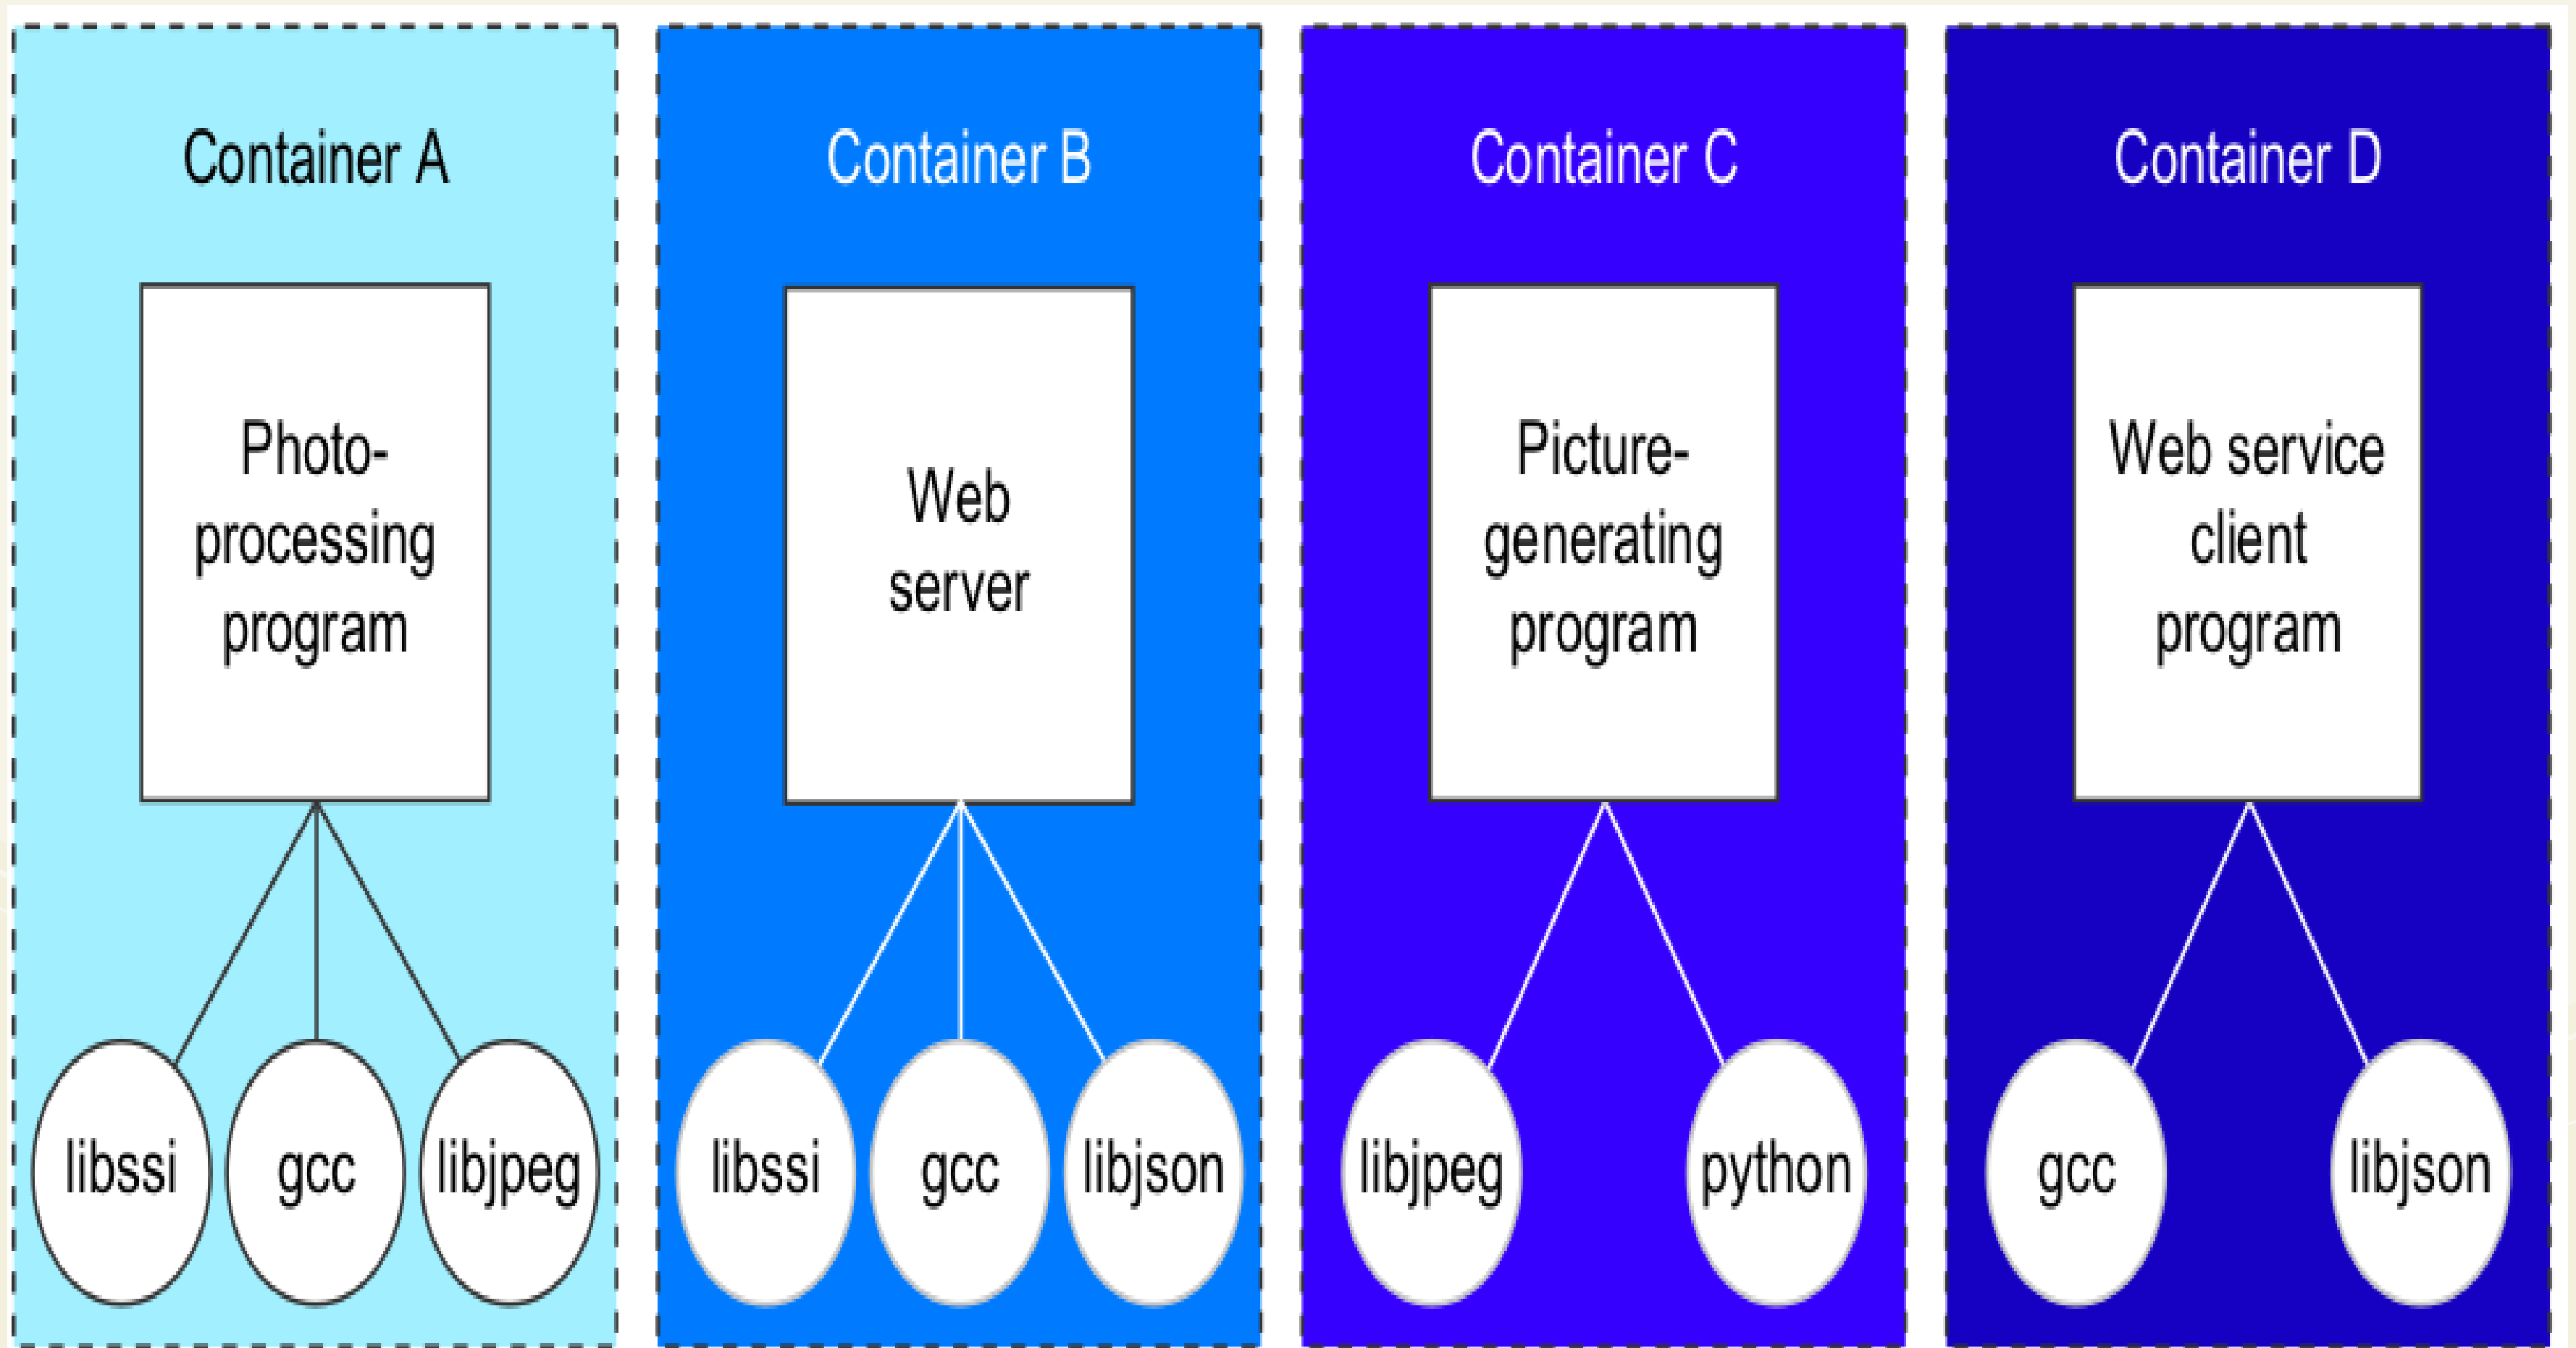 Container A
Photo-
processing
program
libssi
gcc
libjpeg
Container B
Web
server
libssi
gcc
libjson
Container C
Picture-
generating
program
libjpeg
python
Container D
Web service
client
program
gcc
libjson